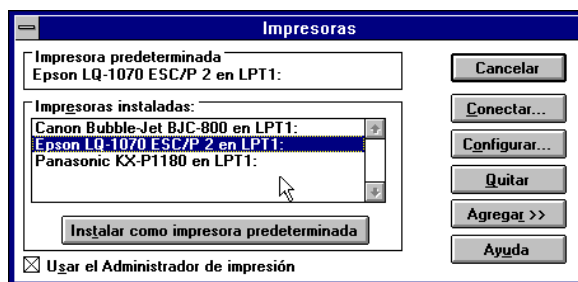 Impresoras
Impresora predeterminada
Epson LQ-1070 ESC/P 2 en LPT1:
Impresoras instaladas:
Canon Bubble-Jet BJC-800 en LPT1:
Epson LQ-1070 ESC/P 2 en LPT1:
Panasonic KX-P1180 en LPT1:
Instalar como impresora predeterminada
Usar el Administrador de impresión
Cancelar
Conectar...
Configurar...
Quitar
Agregar >>
Ayuda